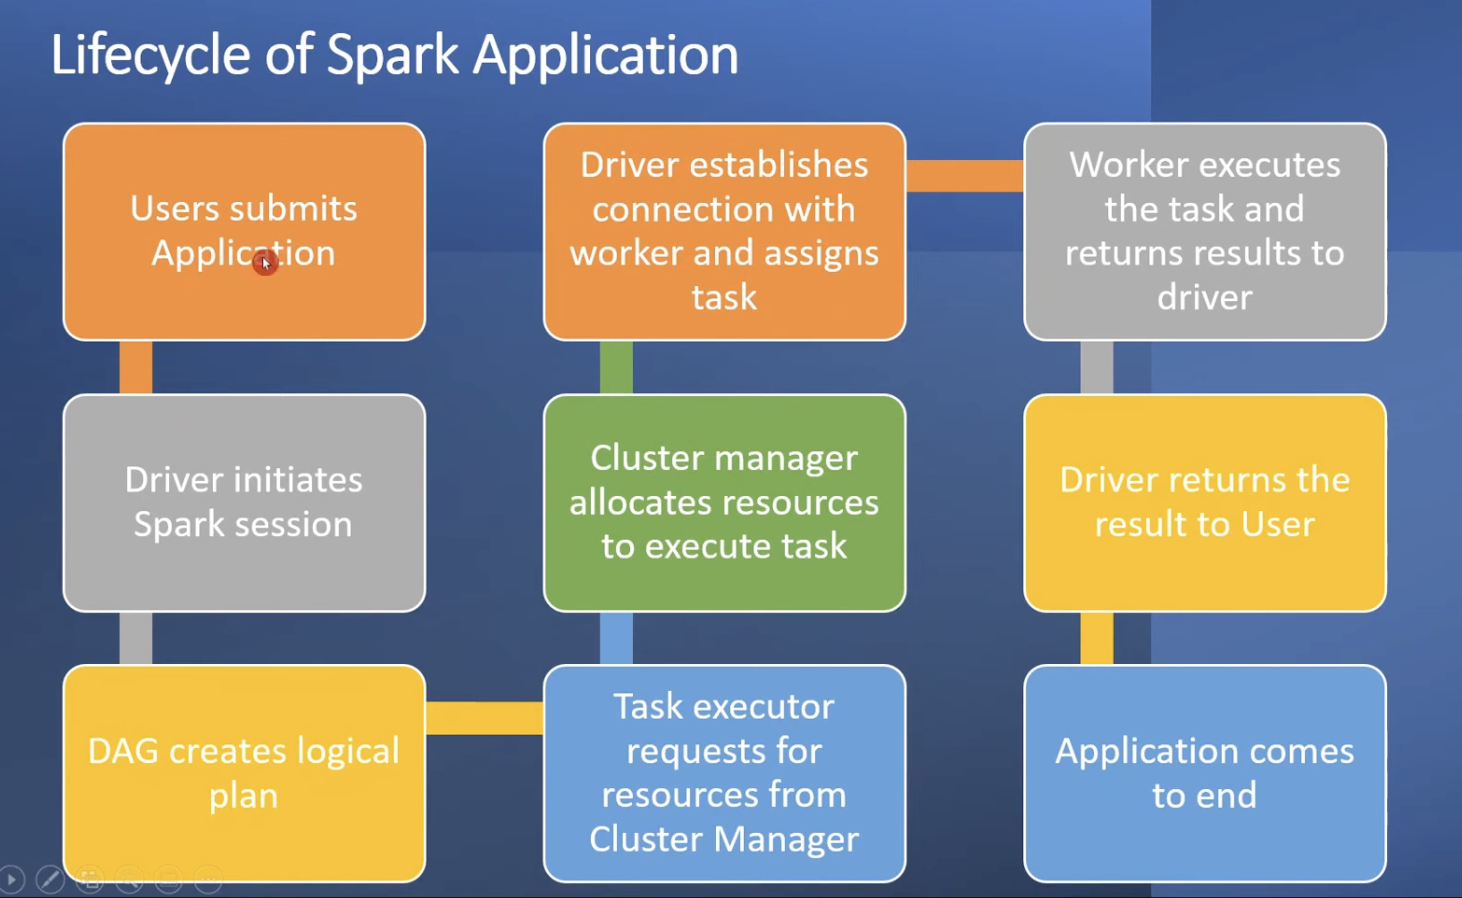 Lifecycle of Spark Application
Users submits
Application
Driver initiates
Spark session
DAG creates logical
plan
Task executor
requests for
resources from
Cluster Manager
Cluster manager
allocates resources
to execute task
Driver establishes
connection with
worker and assigns
task
Worker executes
the task and
returns results to
driver
Driver returns the
result to User
Application comes
to end